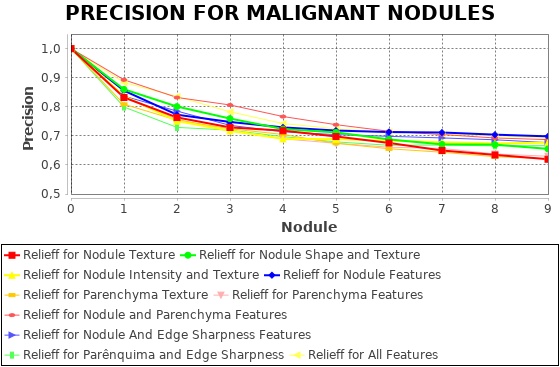 PRECISION FOR MALIGNANT NODULES
1,0
0,9
0,8
0,7
0,6
0,5
Precision
0 1 2 3 4 5 6 7 8 9
Nodule
Relieff for Nodule Texture Relieff for Nodule Shape and Texture
Relieff for Nodule Intensity and Texture Relieff for Nodule Features
Relieff for Parenchyma Texture Relieff for Parenchyma Features
Relieff for Nodule and Parenchyma Features
Relieff for Nodule And Edge Sharpness Features
Relieff for Parênquima and Edge Sharpness Relieff for All Features